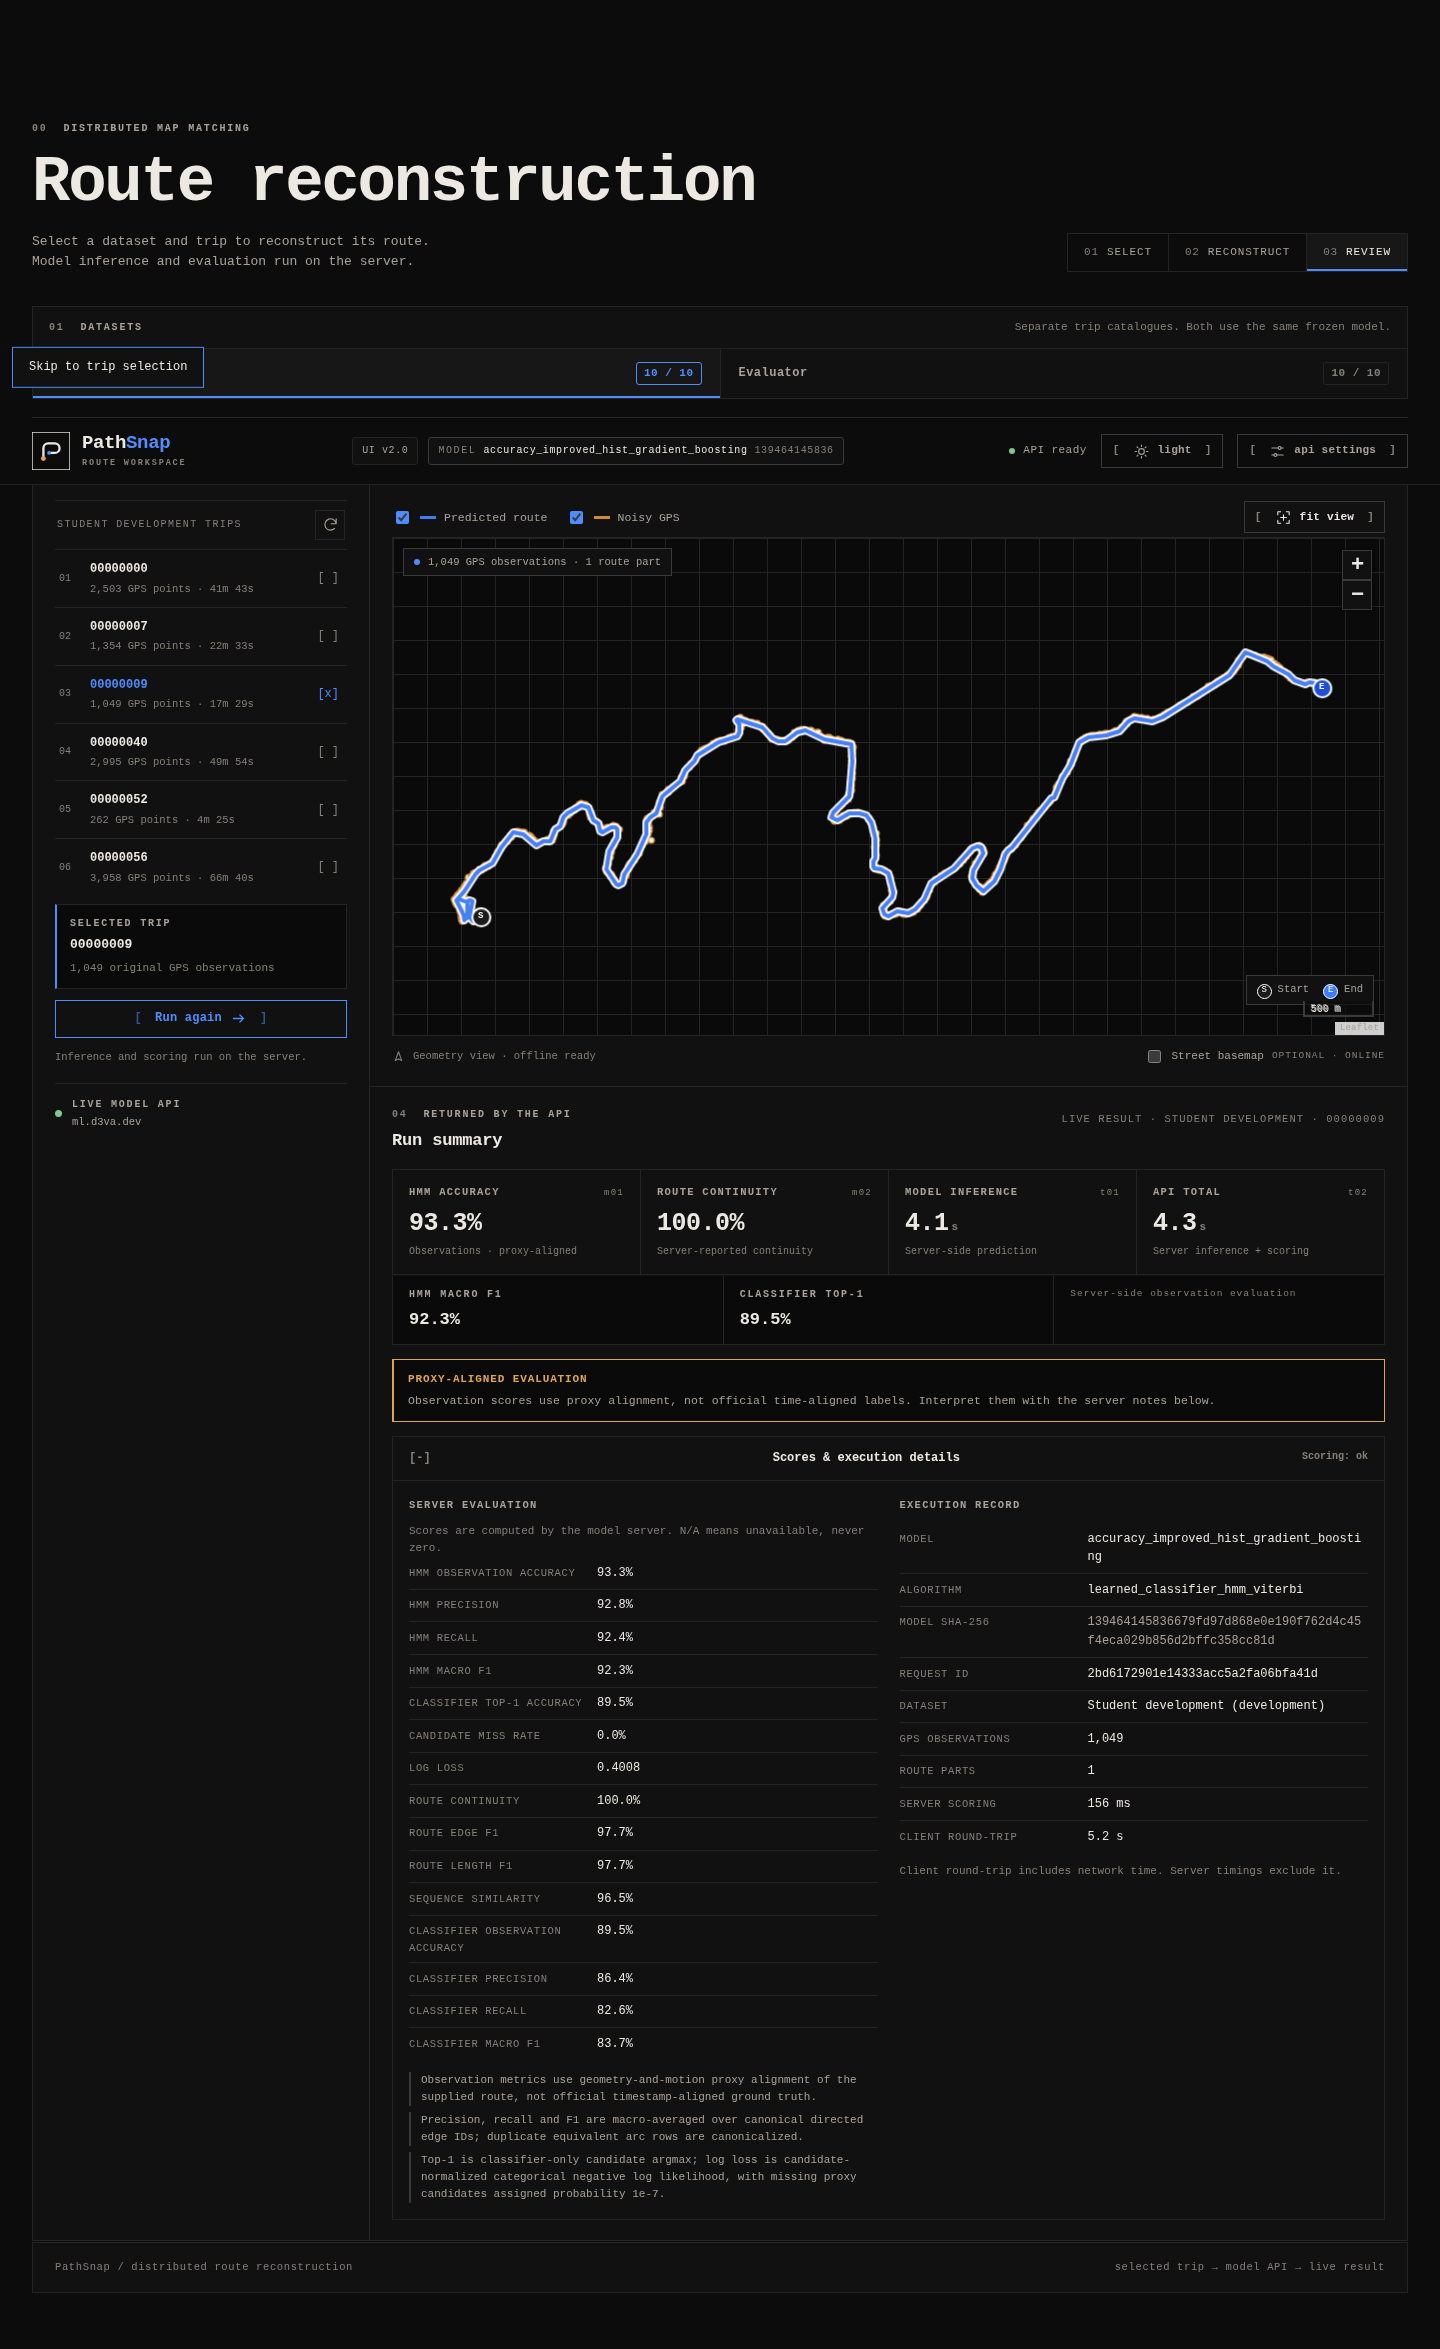 00 DISTRIBUTED MAP MATCHING
Route reconstruction
Select a dataset and trip to reconstruct its route.
Model inference and evaluation run on the server.
01 SELECT
02 RECONSTRUCT
03 REVIEW
01 DATASETS
Separate trip catalogues. Both use the same frozen model.
Skip to trip selection
10 / 10
Evaluator
10 / 10
PathSnap
ROUTE WORKSPACE
UI v2.0
MODEL accuracy_improved_hist_gradient_boosting 139464145836
API ready
[ light ]
[ api settings ]
STUDENT DEVELOPMENT TRIPS
01 00000000 [ ]
2,503 GPS points · 41m 43s
02 00000007 [ ]
1,354 GPS points · 22m 33s
03 00000009 [x]
1,049 GPS points · 17m 29s
04 00000040 [ ]
2,995 GPS points · 49m 54s
05 00000052 [ ]
262 GPS points · 4m 25s
06 00000056 [ ]
3,958 GPS points · 66m 40s
SELECTED TRIP
00000009
1,049 original GPS observations
[ Run again → ]
Inference and scoring run on the server.
LIVE MODEL API
ml.d3va.dev
Predicted route
Noisy GPS
[ fit view ]
1,049 GPS observations · 1 route part
+
−
S
E
S Start E End
500 m
Leaflet
Geometry view · offline ready
Street basemap OPTIONAL · ONLINE
04 RETURNED BY THE API
Run summary
LIVE RESULT · STUDENT DEVELOPMENT · 00000009
HMM ACCURACY m01
93.3%
Observations · proxy-aligned
ROUTE CONTINUITY m02
100.0%
Server-reported continuity
MODEL INFERENCE t01
4.1 s
Server-side prediction
API TOTAL t02
4.3 s
Server inference + scoring
HMM MACRO F1
92.3%
CLASSIFIER TOP-1
89.5%
Server-side observation evaluation
PROXY-ALIGNED EVALUATION
Observation scores use proxy alignment, not official time-aligned labels. Interpret them with the server notes below.
[-] Scores & execution details Scoring: ok
SERVER EVALUATION
Scores are computed by the model server. N/A means unavailable, never
zero.
HMM OBSERVATION ACCURACY 93.3%
HMM PRECISION 92.8%
HMM RECALL 92.4%
HMM MACRO F1 92.3%
CLASSIFIER TOP-1 ACCURACY 89.5%
CANDIDATE MISS RATE 0.0%
LOG LOSS 0.4008
ROUTE CONTINUITY 100.0%
ROUTE EDGE F1 97.7%
ROUTE LENGTH F1 97.7%
SEQUENCE SIMILARITY 96.5%
CLASSIFIER OBSERVATION 89.5%
ACCURACY
CLASSIFIER PRECISION 86.4%
CLASSIFIER RECALL 82.6%
CLASSIFIER MACRO F1 83.7%
Observation metrics use geometry-and-motion proxy alignment of the
supplied route, not official timestamp-aligned ground truth.
Precision, recall and F1 are macro-averaged over canonical directed
edge IDs; duplicate equivalent arc rows are canonicalized.
Top-1 is classifier-only candidate argmax; log loss is candidate-
normalized categorical negative log likelihood, with missing proxy
candidates assigned probability 1e-7.
EXECUTION RECORD
MODEL accuracy_improved_hist_gradient_boosti
ng
ALGORITHM learned_classifier_hmm_viterbi
MODEL SHA-256 139464145836679fd97d868e0e190f762d4c45
f4eca029b856d2bffc358cc81d
REQUEST ID 2bd6172901e14333acc5a2fa06bfa41d
DATASET Student development (development)
GPS OBSERVATIONS 1,049
ROUTE PARTS 1
SERVER SCORING 156 ms
CLIENT ROUND-TRIP 5.2 s
Client round-trip includes network time. Server timings exclude it.
PathSnap / distributed route reconstruction
selected trip → model API → live result